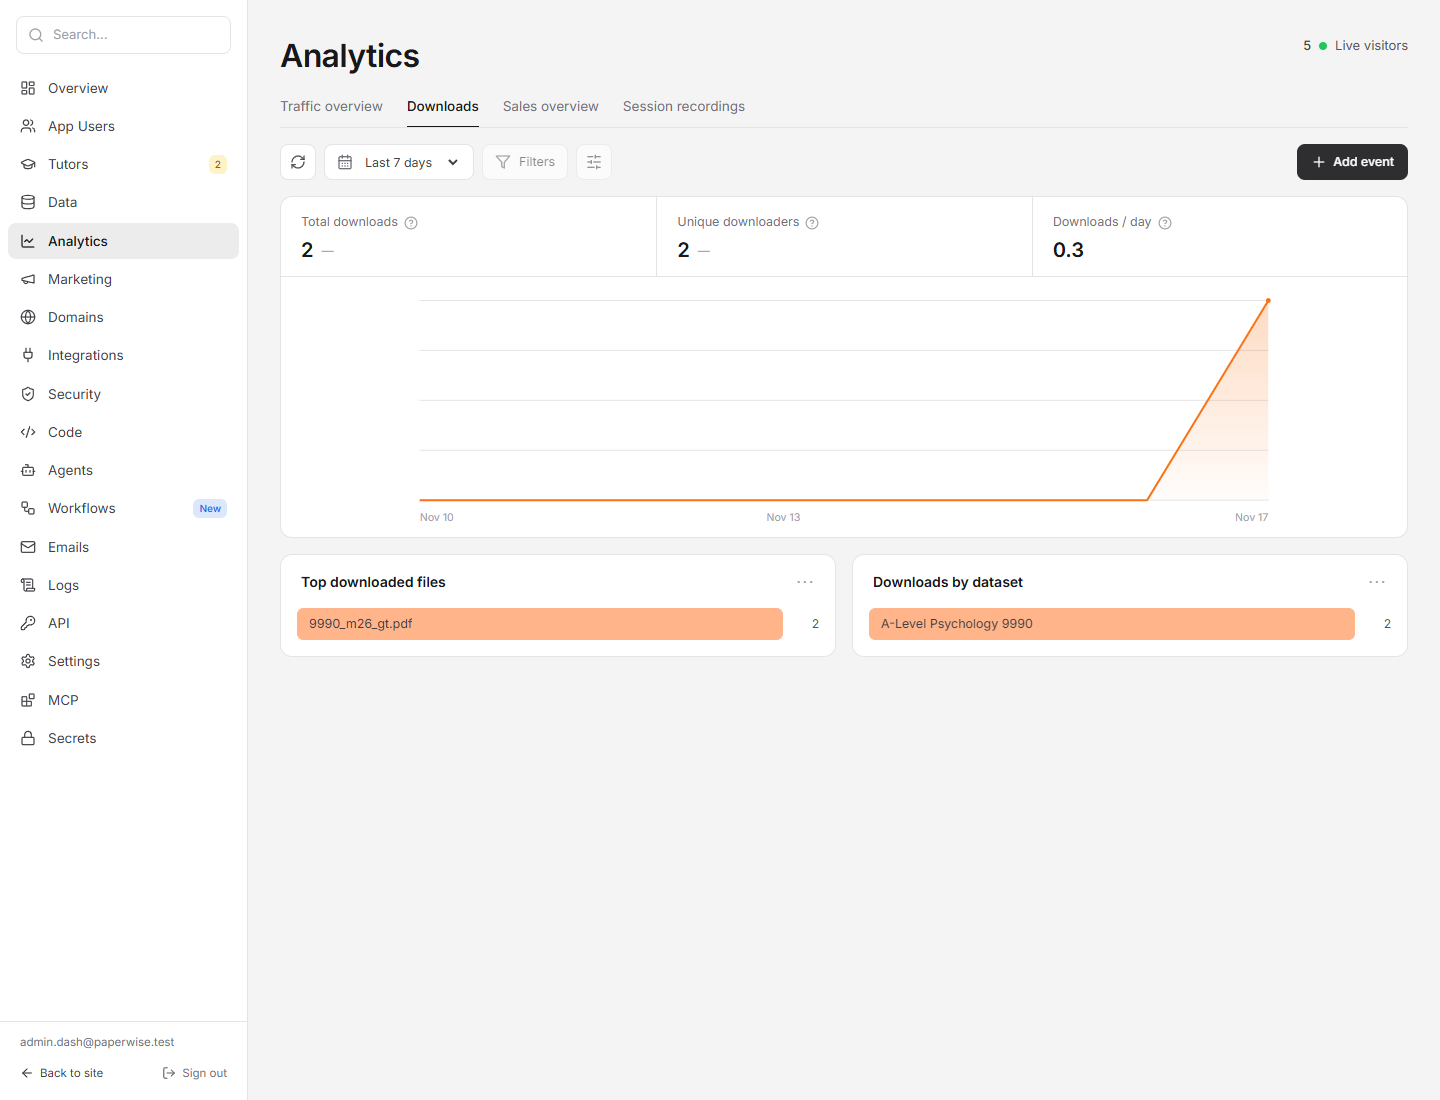 Search...
Overview
App Users
Tutors 2
Data
Analytics
Marketing
Domains
Integrations
Security
Code
Agents
Workflows New
Emails
Logs
API
Settings
MCP
Secrets
admin.dash@paperwise.test
Back to site
Sign out
Analytics
5 Live visitors
Traffic overview
Downloads
Sales overview
Session recordings
Last 7 days
Filters
Add event
Total downloads
2 —
Unique downloaders
2 —
Downloads / day
0.3
Nov 10
Nov 13
Nov 17
Top downloaded files
9990_m26_gt.pdf 2
Downloads by dataset
A-Level Psychology 9990 2